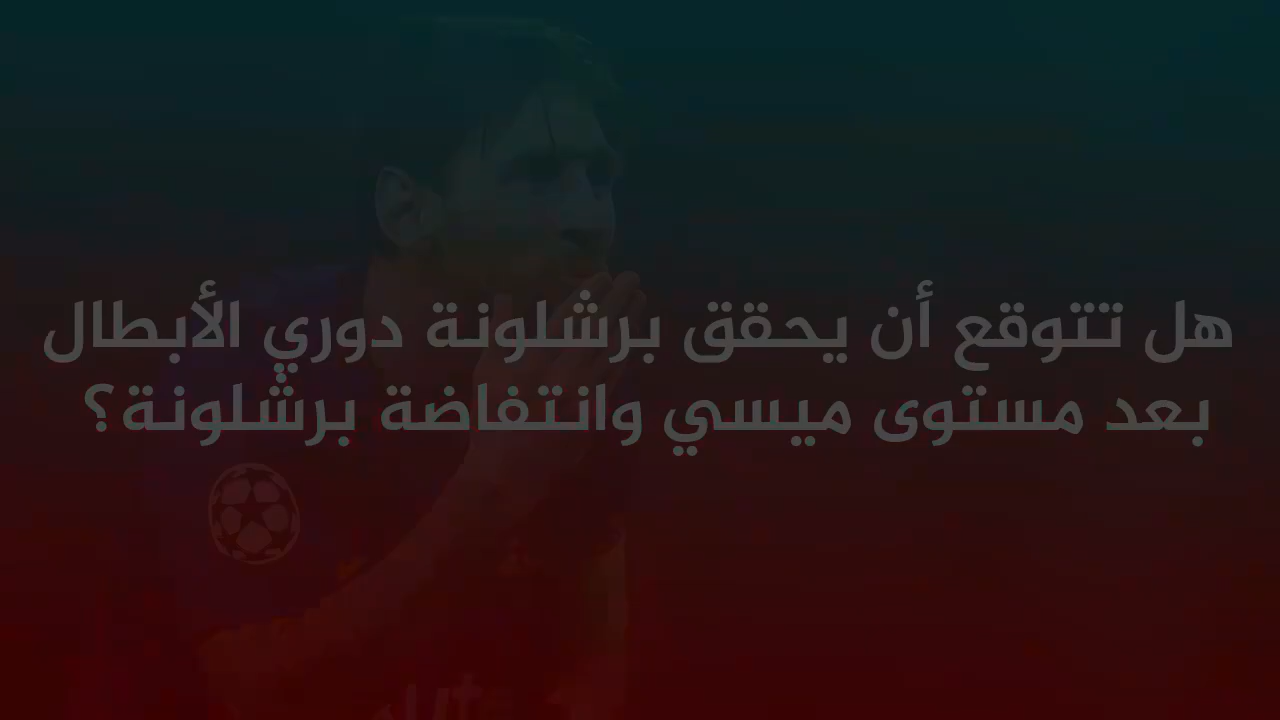 هل تتوقع أن يحقق برشلونة دوري الأبطال
بعد مستوى ميسي وانتفاضة برشلونة؟